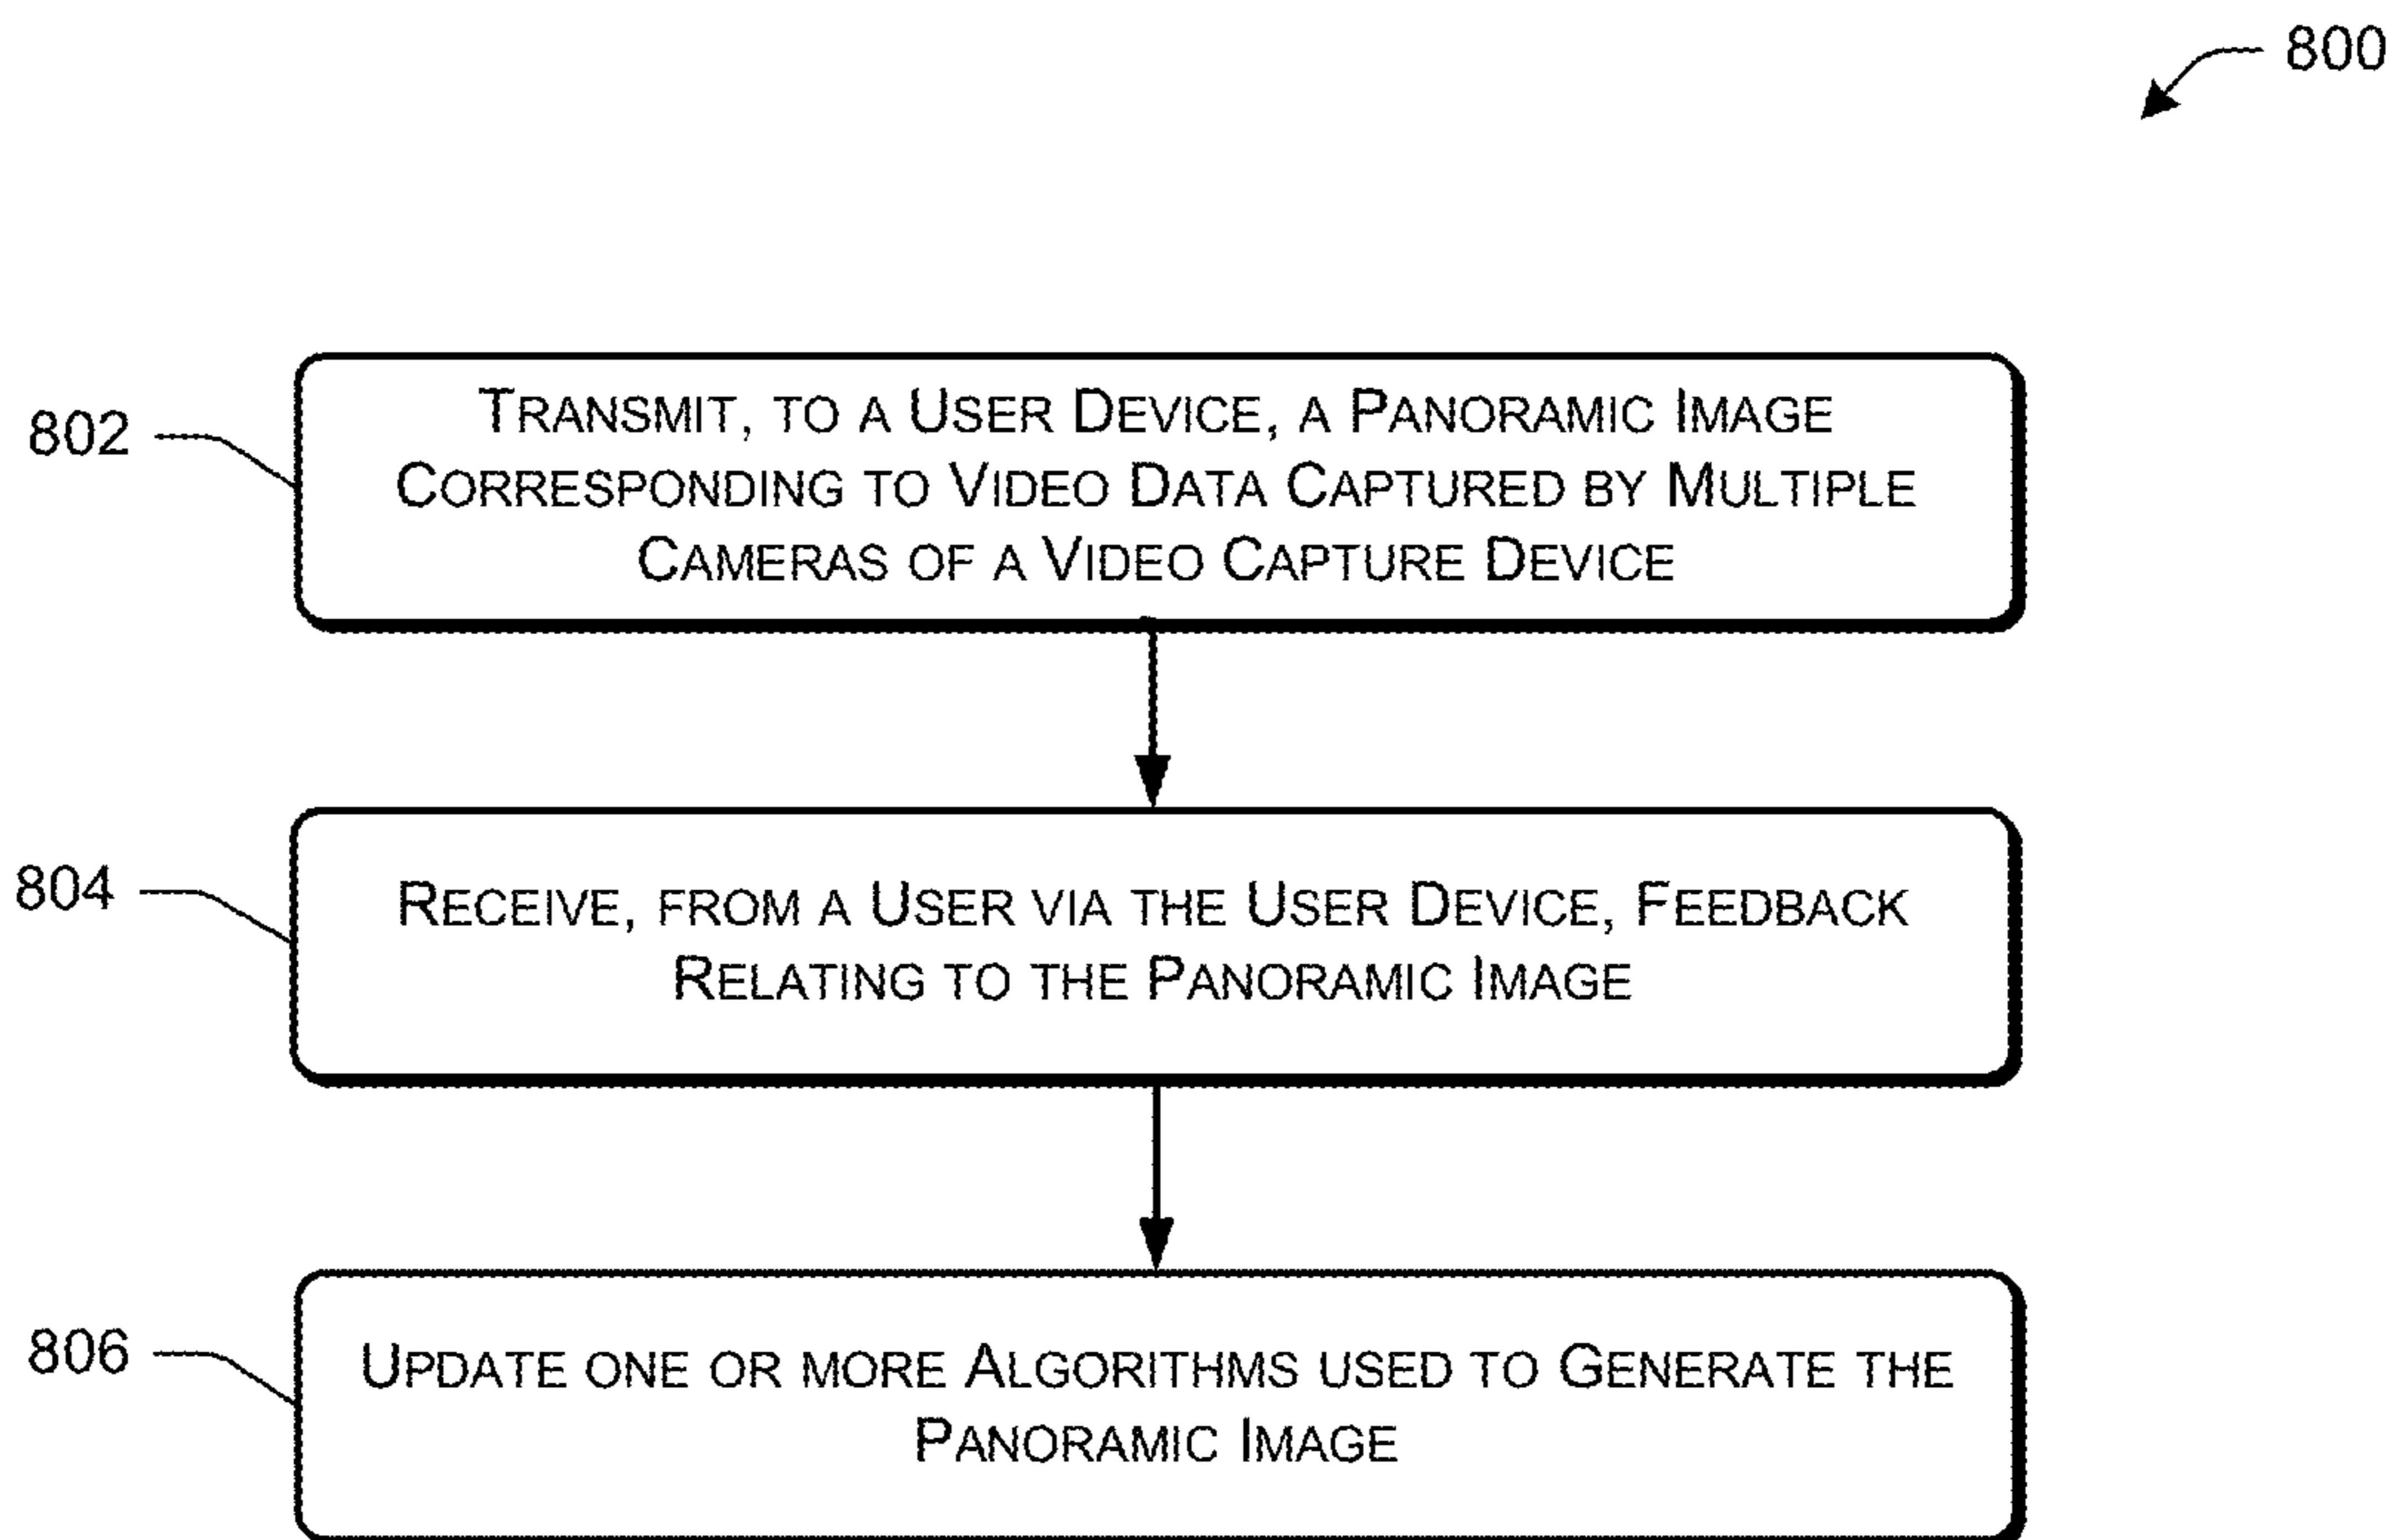 800
802
TRANSMIT, TO A USER DEVICE, A PANORAMIC IMAGE
CORRESPONDING TO VIDEO DATA CAPTURED BY MULTIPLE
CAMERAS OF A VIDEO CAPTURE DEVICE
804
RECEIVE, FROM A USER VIA THE USER DEVICE, FEEDBACK
RELATING TO THE PANORAMIC IMAGE
806
UPDATE ONE OR MORE ALGORITHMS USED TO GENERATE THE
PANORAMIC IMAGE